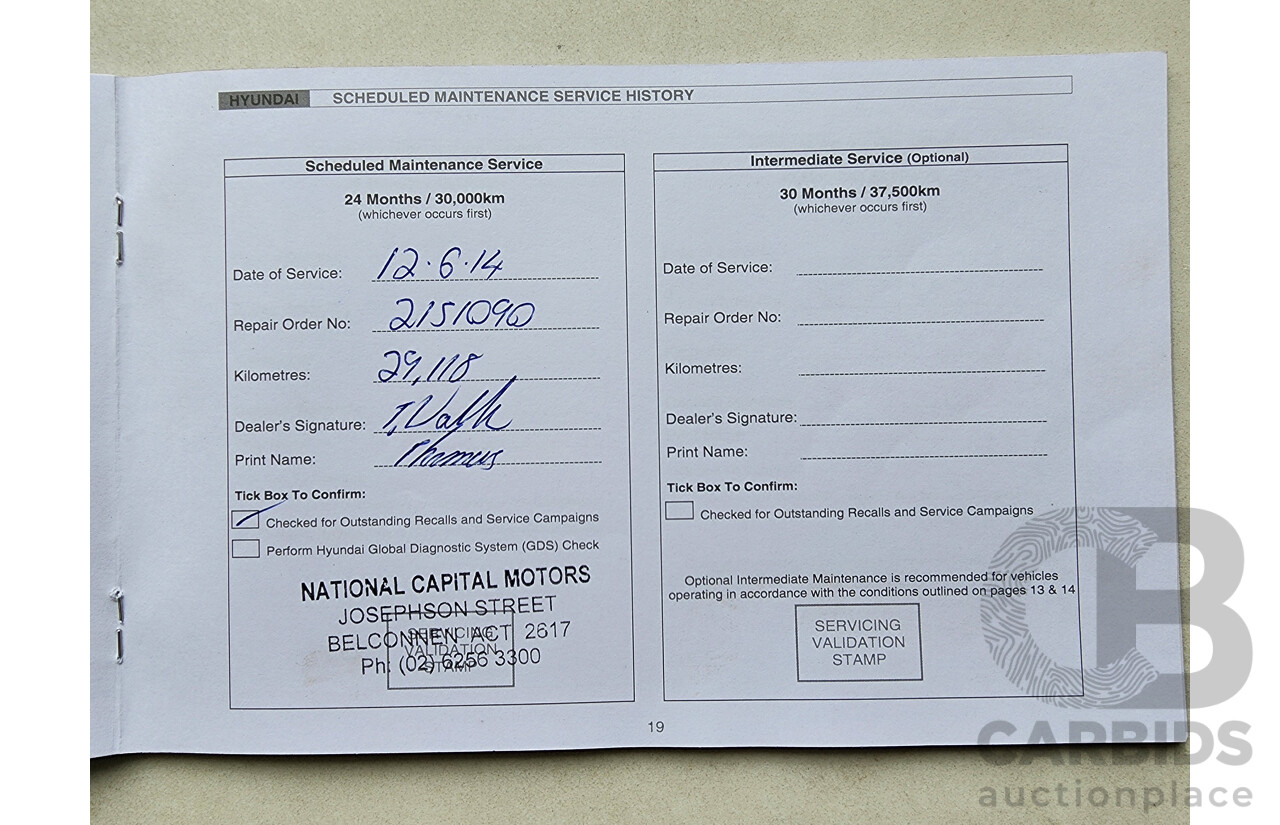 HYUNDAI SCHEDULED MAINTENANCE SERVICE HISTORY
Scheduled Maintenance Service
24 Months / 30,000km
(whichever occurs first)
Date of Service: 12·6·14
Repair Order No: 2151090
Kilometres: 29,118
Dealer's Signature:
Print Name: Thomas
Tick Box To Confirm:
Checked for Outstanding Recalls and Service Campaigns
Perform Hyundai Global Diagnostic System (GDS) Check
NATIONAL CAPITAL MOTORS
JOSEPHSON STREET
BELCONNEN ACT 2617
Ph: (02) 6256 3300
SERVICING
VALIDATION
STAMP
Intermediate Service (Optional)
30 Months / 37,500km
(whichever occurs first)
Date of Service:
Repair Order No:
Kilometres:
Dealer's Signature:
Print Name:
Tick Box To Confirm:
Checked for Outstanding Recalls and Service Campaigns
Optional Intermediate Maintenance is recommended for vehicles
operating in accordance with the conditions outlined on pages 13 & 14
SERVICING
VALIDATION
STAMP
19
CB
CARBIDS
auctionplace